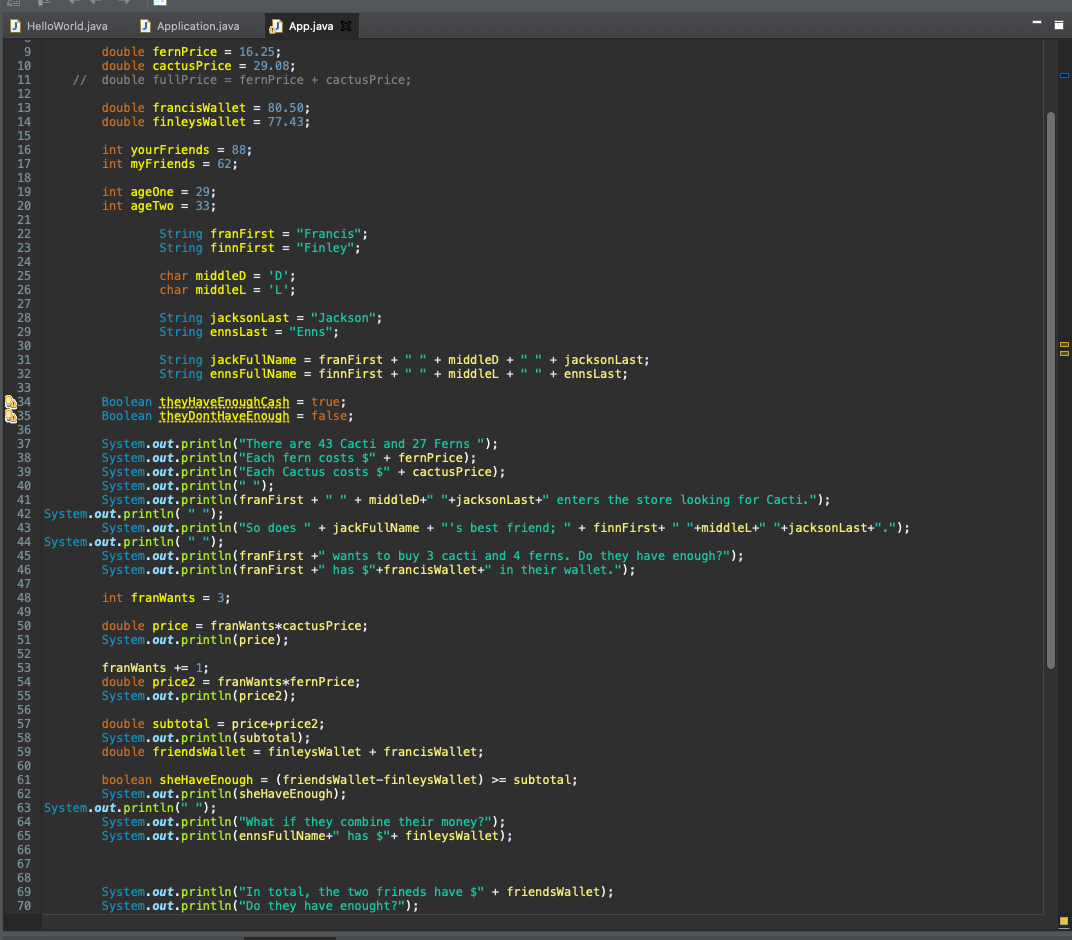 HelloWorld.java Application.java App.java
9 double fernPrice = 16.25;
10 double cactusPrice = 29.08;
11 // double fullPrice = fernPrice + cactusPrice;
12
13 double francisWallet = 80.50;
14 double finleysWallet = 77.43;
15
16 int yourFriends = 88;
17 int myFriends = 62;
18
19 int ageOne = 29;
20 int ageTwo = 33;
21
22 String franFirst = "Francis";
23 String finnFirst = "Finley";
24
25 char middleD = 'D';
26 char middleL = 'L';
27
28 String jacksonLast = "Jackson";
29 String ennsLast = "Enns";
30
31 String jackFullName = franFirst + " " + middleD + " " + jacksonLast;
32 String ennsFullName = finnFirst + " " + middleL + " " + ennsLast;
33
34 Boolean theyHaveEnoughCash = true;
35 Boolean theyDontHaveEnough = false;
36
37 System.out.println("There are 43 Cacti and 27 Ferns ");
38 System.out.println("Each fern costs $" + fernPrice);
39 System.out.println("Each Cactus costs $" + cactusPrice);
40 System.out.println(" ");
41 System.out.println(franFirst + " " + middleD+" "+jacksonLast+" enters the store looking for Cacti.");
42 System.out.println( " ");
43 System.out.println("So does " + jackFullName + "'s best friend; " + finnFirst+ " "+middleL+" "+jacksonLast+".");
44 System.out.println( " ");
45 System.out.println(franFirst +" wants to buy 3 cacti and 4 ferns. Do they have enough?");
46 System.out.println(franFirst +" has $"+francisWallet+" in their wallet.");
47
48 int franWants = 3;
49
50 double price = franWants*cactusPrice;
51 System.out.println(price);
52
53 franWants += 1;
54 double price2 = franWants*fernPrice;
55 System.out.println(price2);
56
57 double subtotal = price+price2;
58 System.out.println(subtotal);
59 double friendsWallet = finleysWallet + francisWallet;
60
61 boolean sheHaveEnough = (friendsWallet-finleysWallet) >= subtotal;
62 System.out.println(sheHaveEnough);
63 System.out.println(" ");
64 System.out.println("What if they combine their money?");
65 System.out.println(ennsFullName+" has $"+ finleysWallet);
66
67
68
69 System.out.println("In total, the two frineds have $" + friendsWallet);
70 System.out.println("Do they have enought?");